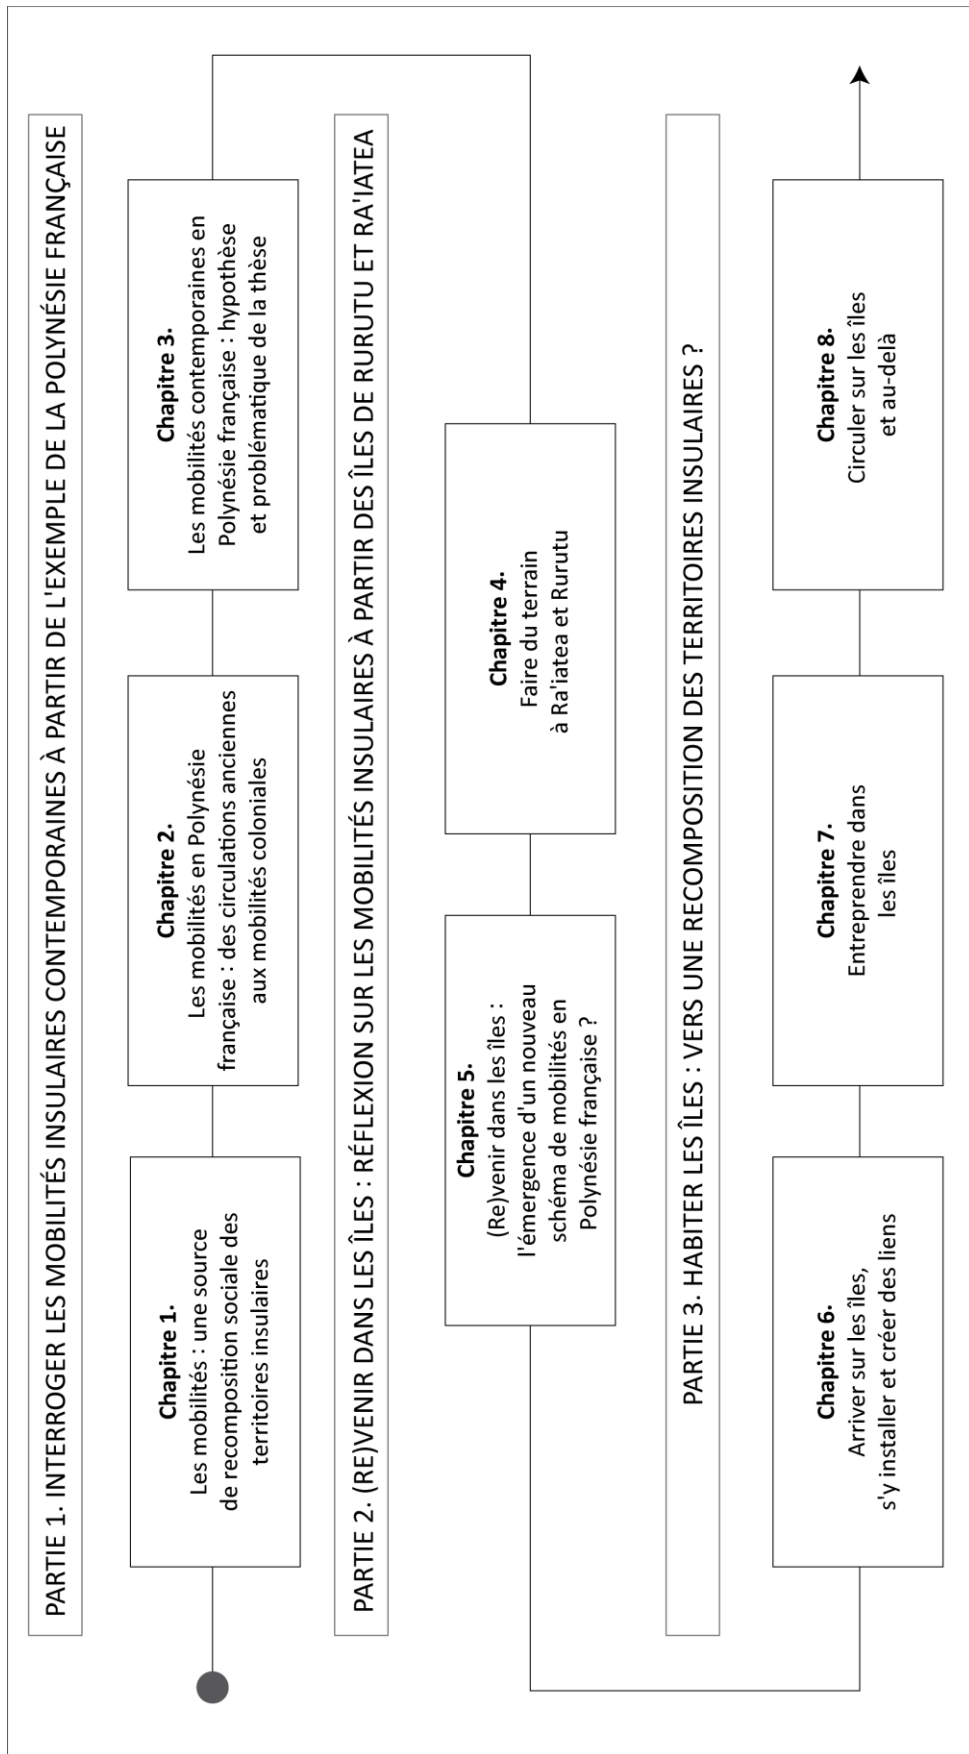 PARTIE 1. INTERROGER LES MOBILITÉS INSULAIRES CONTEMPORAINES À PARTIR DE L'EXEMPLE DE LA POLYNÉSIE FRANÇAISE
Chapitre 1.
Les mobilités : une source
de recomposition sociale des
territoires insulaires
Chapitre 2.
Les mobilités en Polynésie
française : des circulations anciennes
aux mobilités coloniales
Chapitre 3.
Les mobilités contemporaines en
Polynésie française : hypothèse
et problématique de la thèse
PARTIE 2. (RE)VENIR DANS LES ÎLES : RÉFLEXION SUR LES MOBILITÉS INSULAIRES À PARTIR DES ÎLES DE RURUTU ET RA'IATEA
Chapitre 4.
Faire du terrain
à Ra'iatea et Rurutu
Chapitre 5.
(Re)venir dans les îles :
l'émergence d'un nouveau
schéma de mobilités en
Polynésie française ?
PARTIE 3. HABITER LES ÎLES : VERS UNE RECOMPOSITION DES TERRITOIRES INSULAIRES ?
Chapitre 6.
Arriver sur les îles,
s'y installer et créer des liens
Chapitre 7.
Entreprendre dans
les îles
Chapitre 8.
Circuler sur les îles
et au-delà